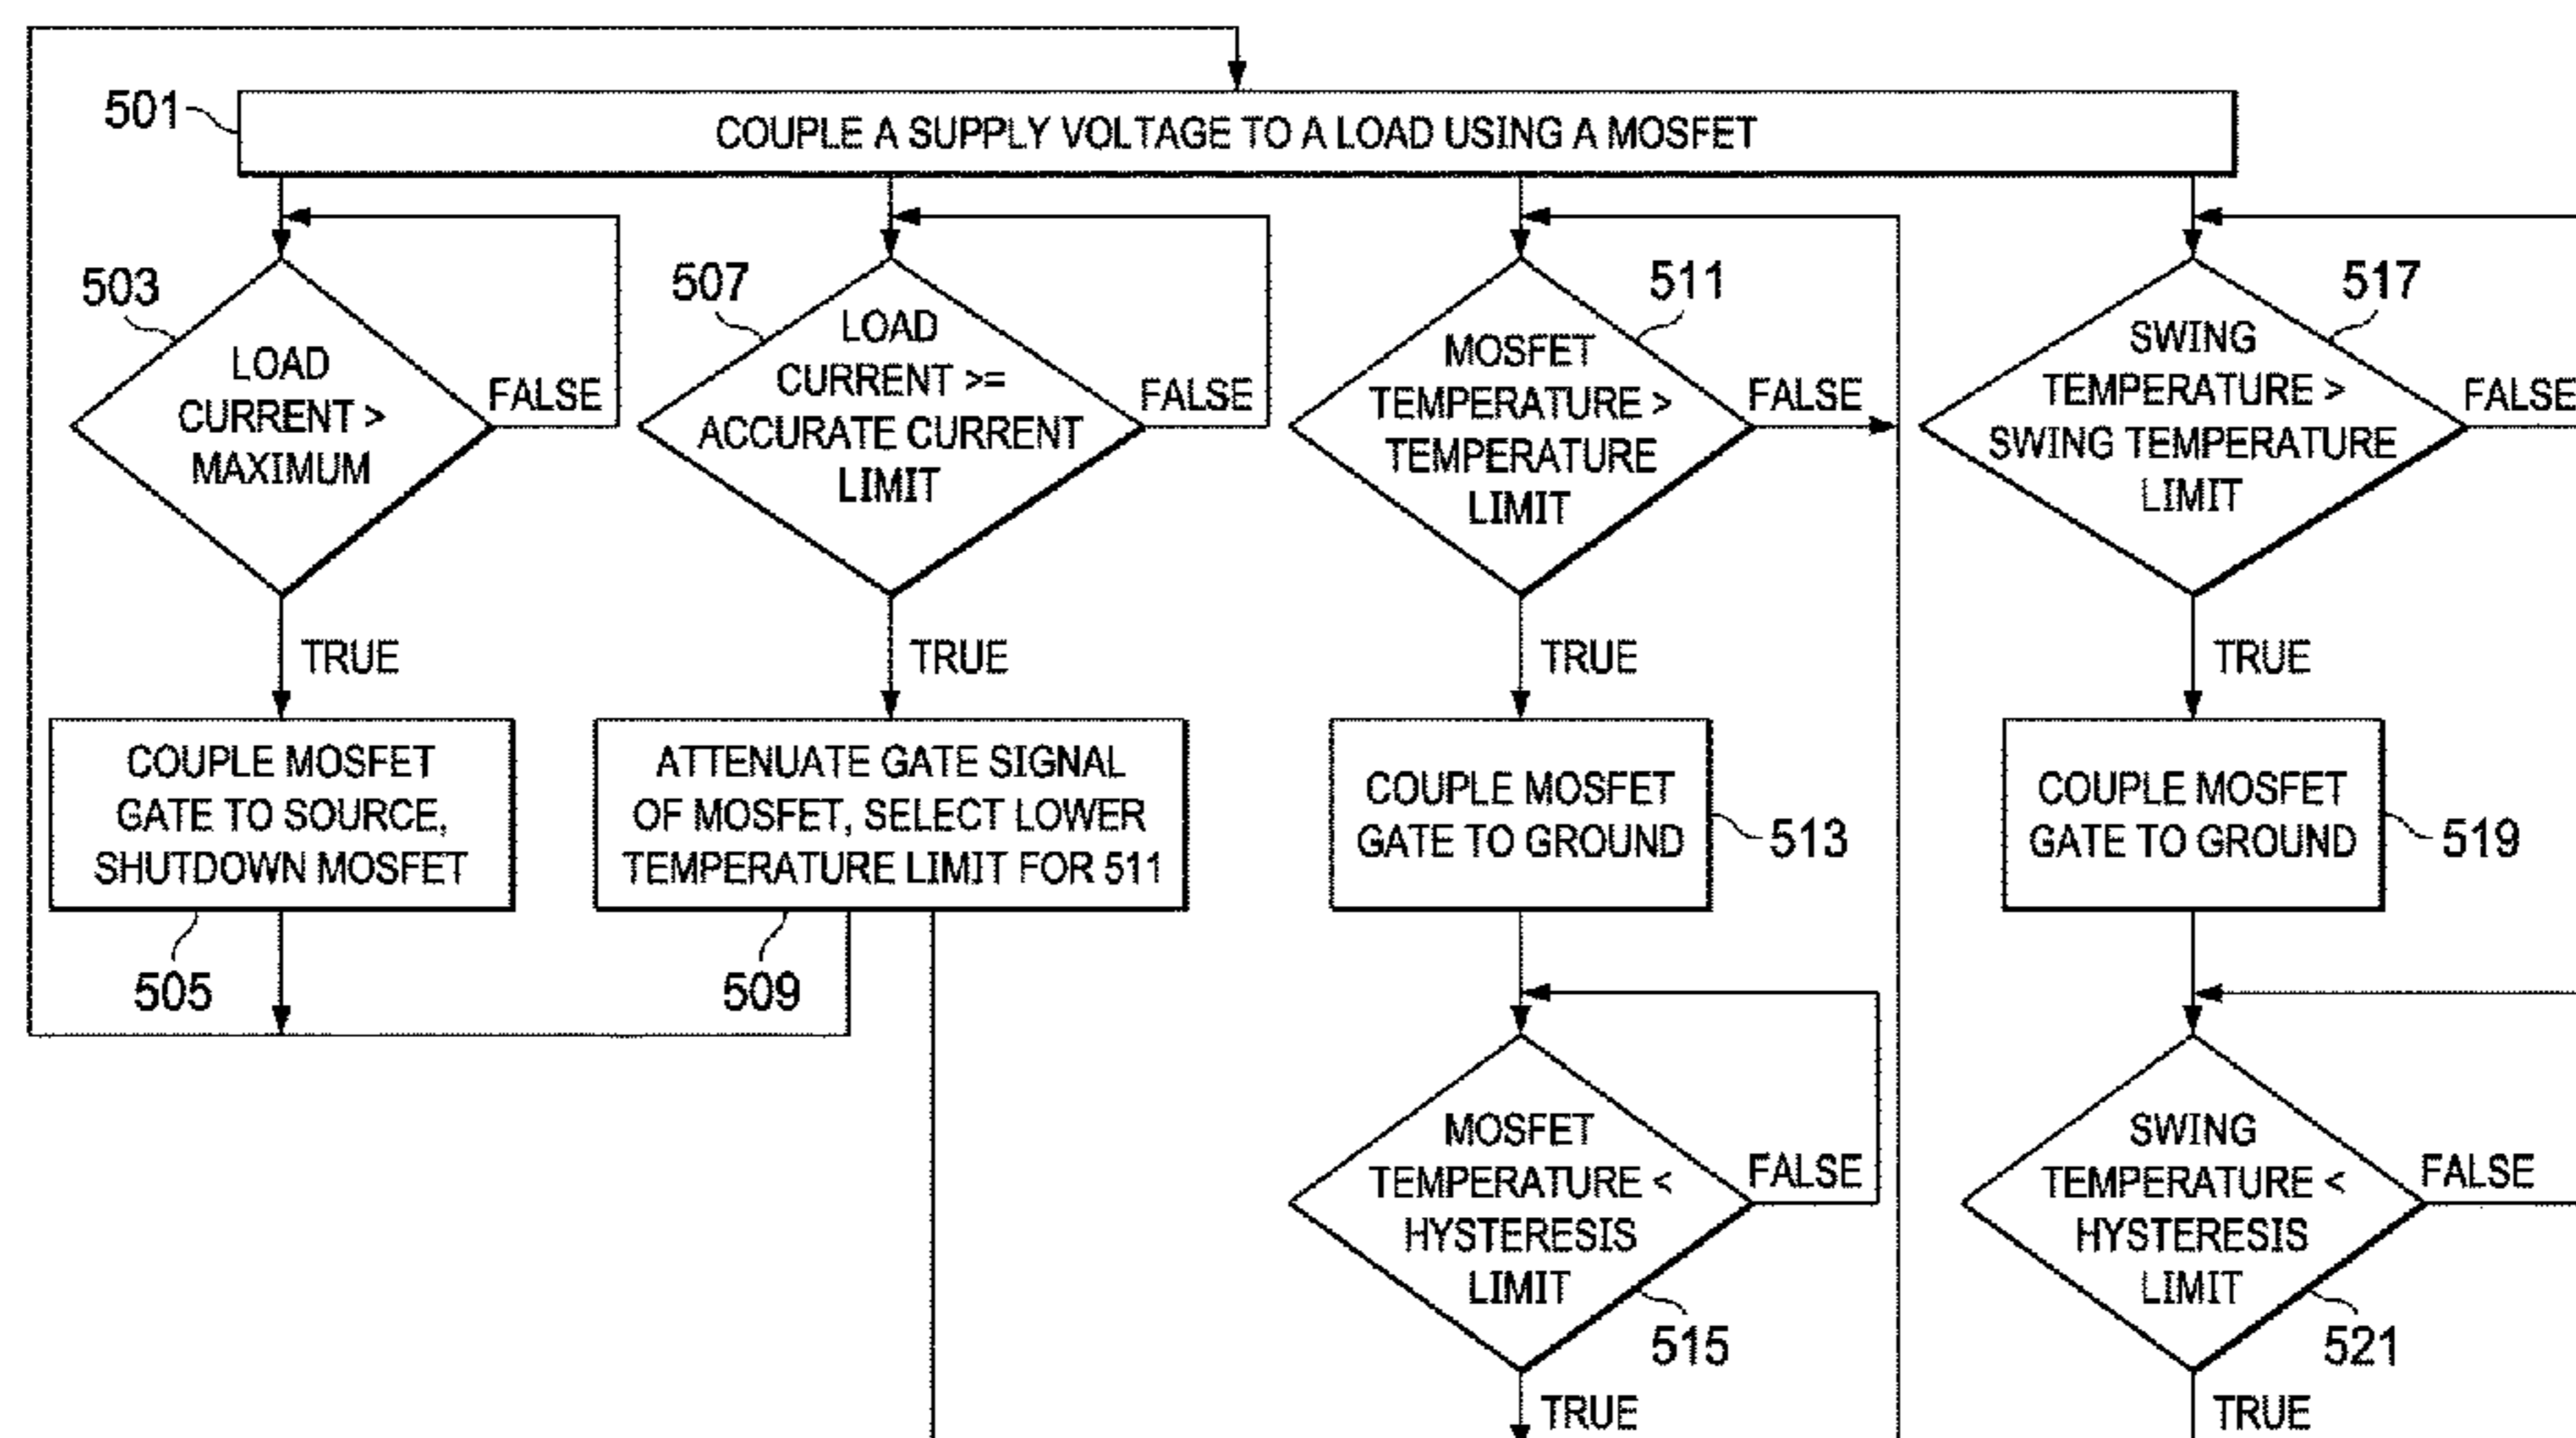 501
COUPLE A SUPPLY VOLTAGE TO A LOAD USING A MOSFET
503
LOAD
CURRENT >
MAXIMUM
FALSE
TRUE
COUPLE MOSFET
GATE TO SOURCE,
SHUTDOWN MOSFET
505
507
LOAD
CURRENT >=
ACCURATE CURRENT
LIMIT
FALSE
TRUE
ATTENUATE GATE SIGNAL
OF MOSFET, SELECT LOWER
TEMPERATURE LIMIT FOR 511
509
511
MOSFET
TEMPERATURE >
TEMPERATURE
LIMIT
FALSE
TRUE
COUPLE MOSFET
GATE TO GROUND
513
MOSFET
TEMPERATURE <
HYSTERESIS
LIMIT
FALSE
515
TRUE
517
SWING
TEMPERATURE >
SWING TEMPERATURE
LIMIT
FALSE
TRUE
COUPLE MOSFET
GATE TO GROUND
519
SWING
TEMPERATURE <
HYSTERESIS
LIMIT
FALSE
521
TRUE